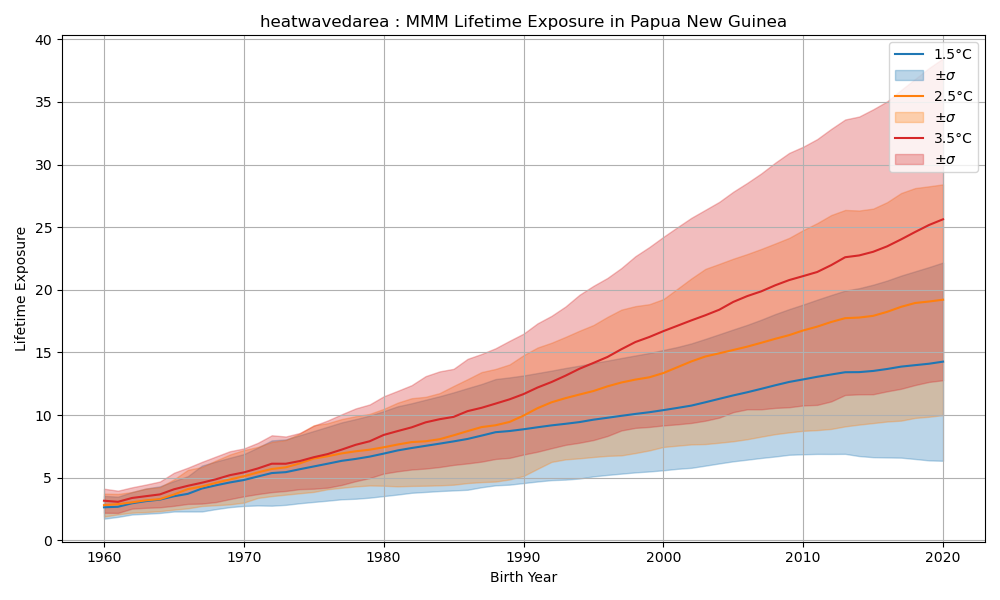 heatwavedarea : MMM Lifetime Exposure in Papua New Guinea
40
35
30
25
20
15
10
5
0
Lifetime Exposure
1.5°C
±σ
2.5°C
±σ
3.5°C
±σ
1960 1970 1980 1990 2000 2010 2020
Birth Year